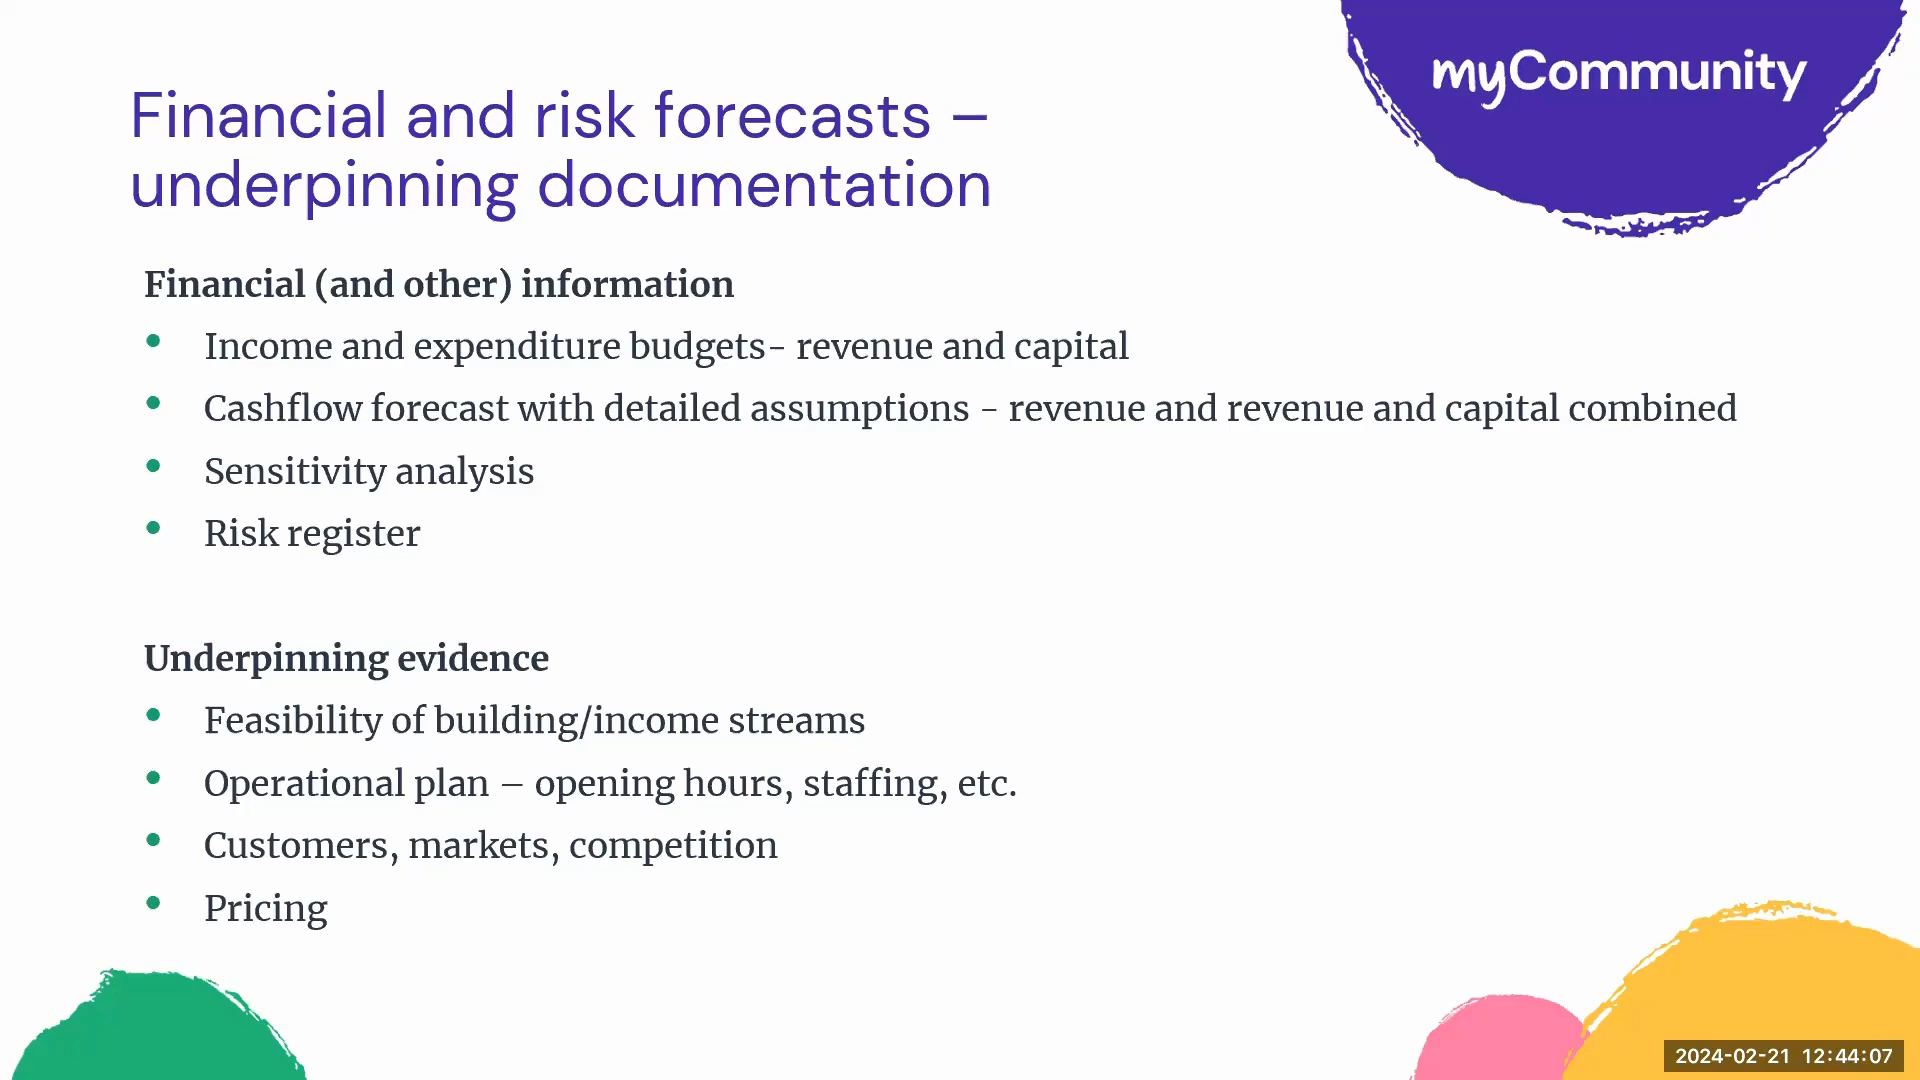 myCommunity
Financial and risk forecasts –
underpinning documentation
Financial (and other) information
• Income and expenditure budgets- revenue and capital
• Cashflow forecast with detailed assumptions - revenue and revenue and capital combined
• Sensitivity analysis
• Risk register
Underpinning evidence
• Feasibility of building/income streams
• Operational plan – opening hours, staffing, etc.
• Customers, markets, competition
• Pricing
2024-02-21 12:44:07